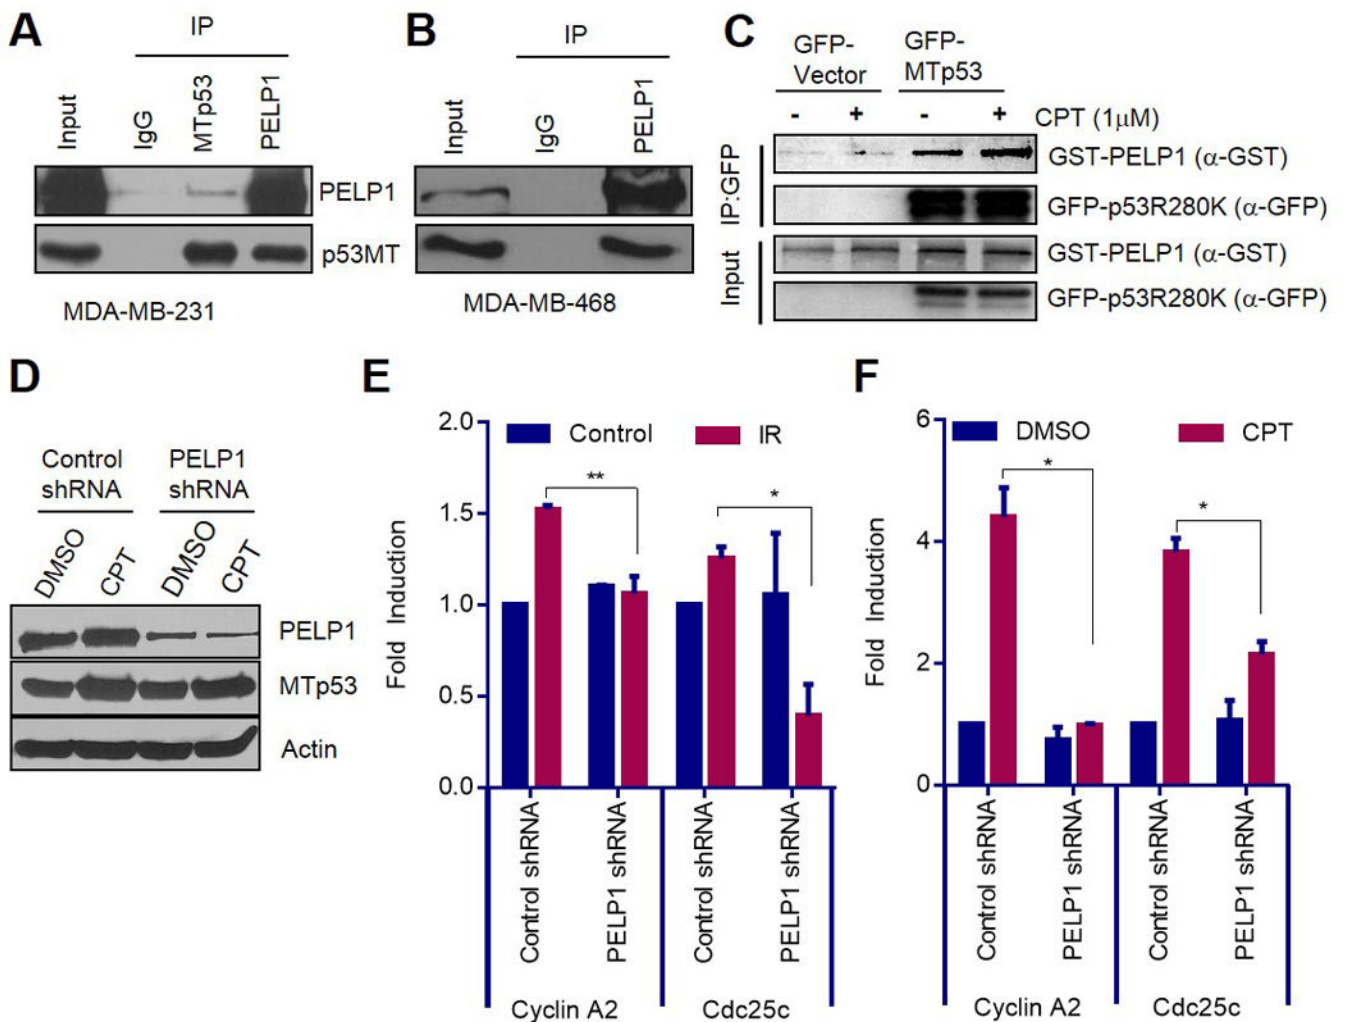 A
IP
Input
IgG
MTp53
PELP1
PELP1
p53MT
MDA-MB-231
B
IP
Input
IgG
PELP1
MDA-MB-468
C
GFP-
Vector
GFP-
MTp53
- + - + CPT (1µM)
IP:GFP
GST-PELP1 (α-GST)
GFP-p53R280K (α-GFP)
Input
GST-PELP1 (α-GST)
GFP-p53R280K (α-GFP)
D
Control
shRNA
PELP1
shRNA
DMSO
CPT
DMSO
CPT
PELP1
MTp53
Actin
E
Control
IR
Fold Induction
2.0
1.5
1.0
0.5
0.0
**
*
Control shRNA
PELP1 shRNA
Control shRNA
PELP1 shRNA
Cyclin A2
Cdc25c
F
DMSO
CPT
Fold Induction
6
4
2
0
*
*
Control shRNA
PELP1 shRNA
Control shRNA
PELP1 shRNA
Cyclin A2
Cdc25c